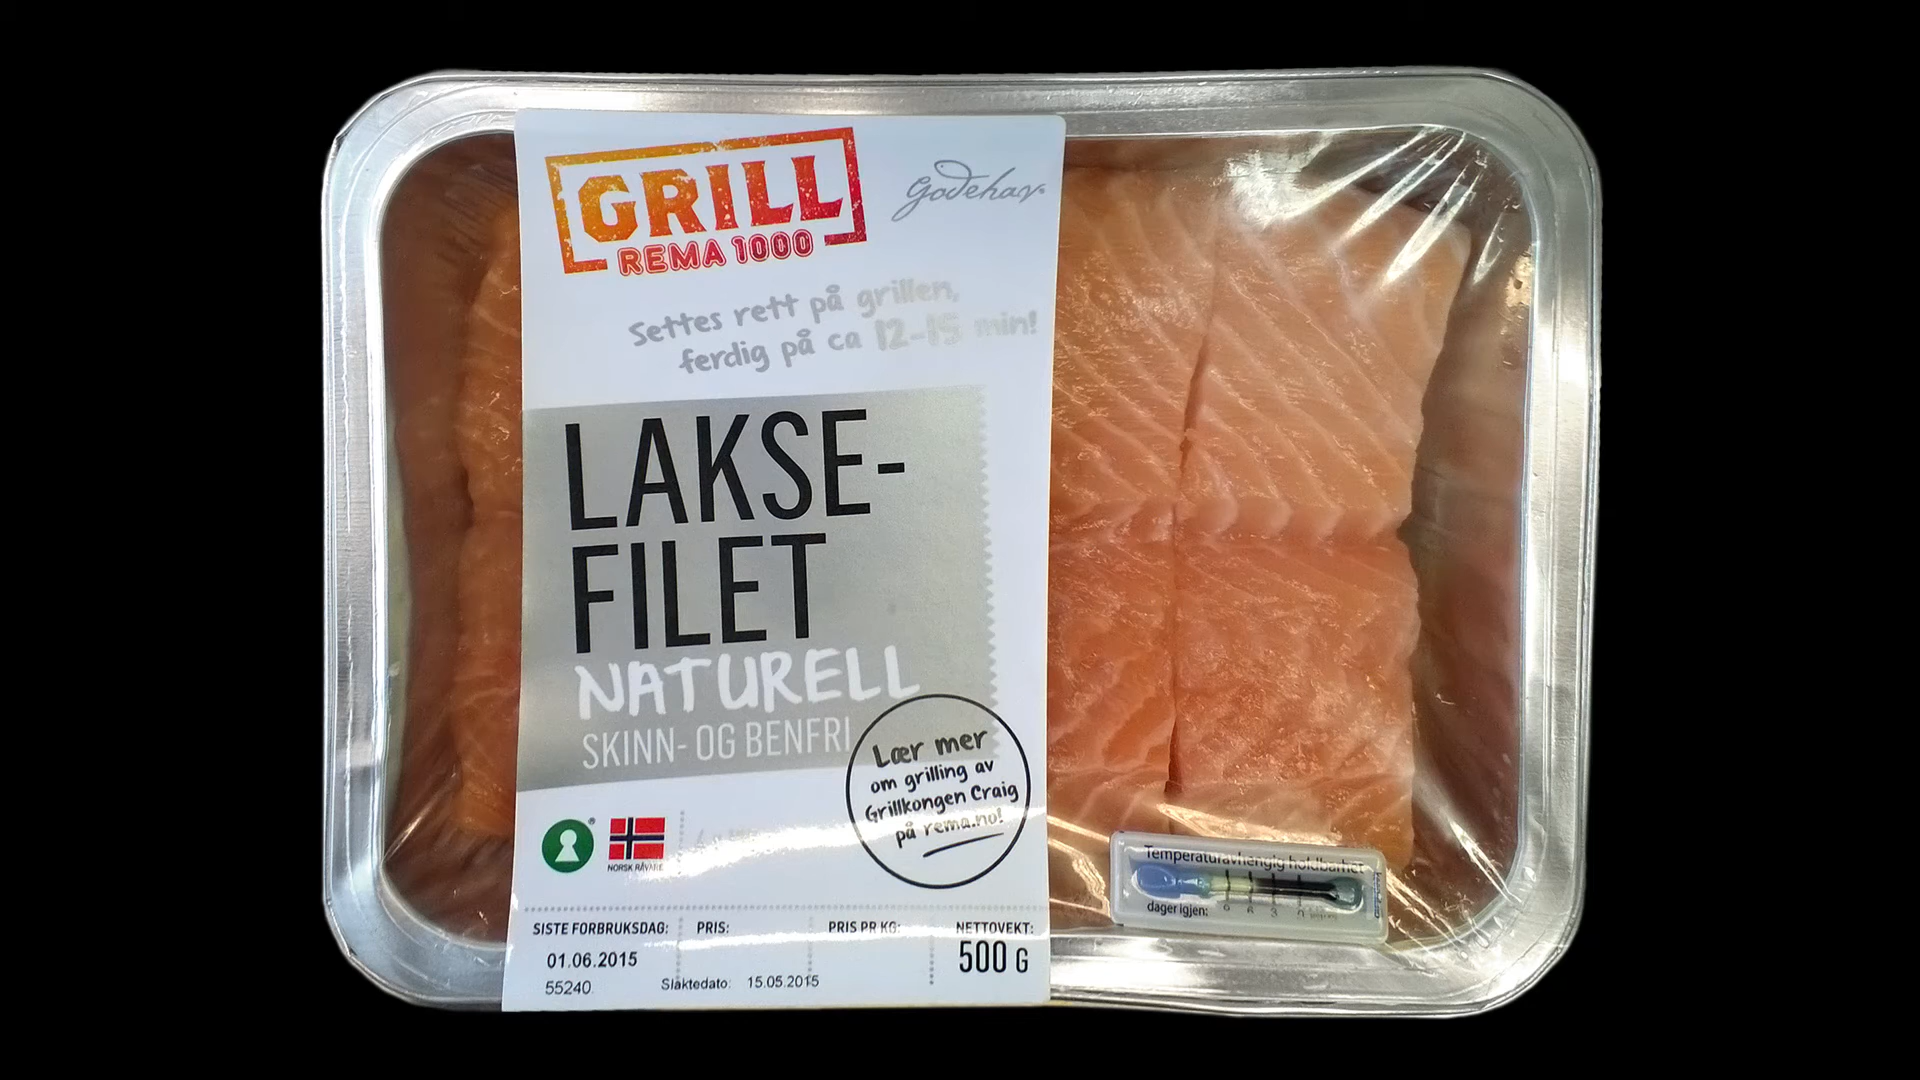 GRILL
REMA 1000
Godehav
Settes rett på grillen,
ferdig på ca 12-15 min!
LAKSE-
FILET
NATURELL
SKINN- OG BENFRI
Lær mer
om grilling av
Grillkongen Craig
på rema.no!
NORSK RÅVARE
Temperaturavhengig holdbarhet
dager igjen:
SISTE FORBRUKSDAG:
01.06.2015
55240.
PRIS:
PRIS PR KG:
NETTOVEKT:
500 G
Slaktedato: 15.05.2015